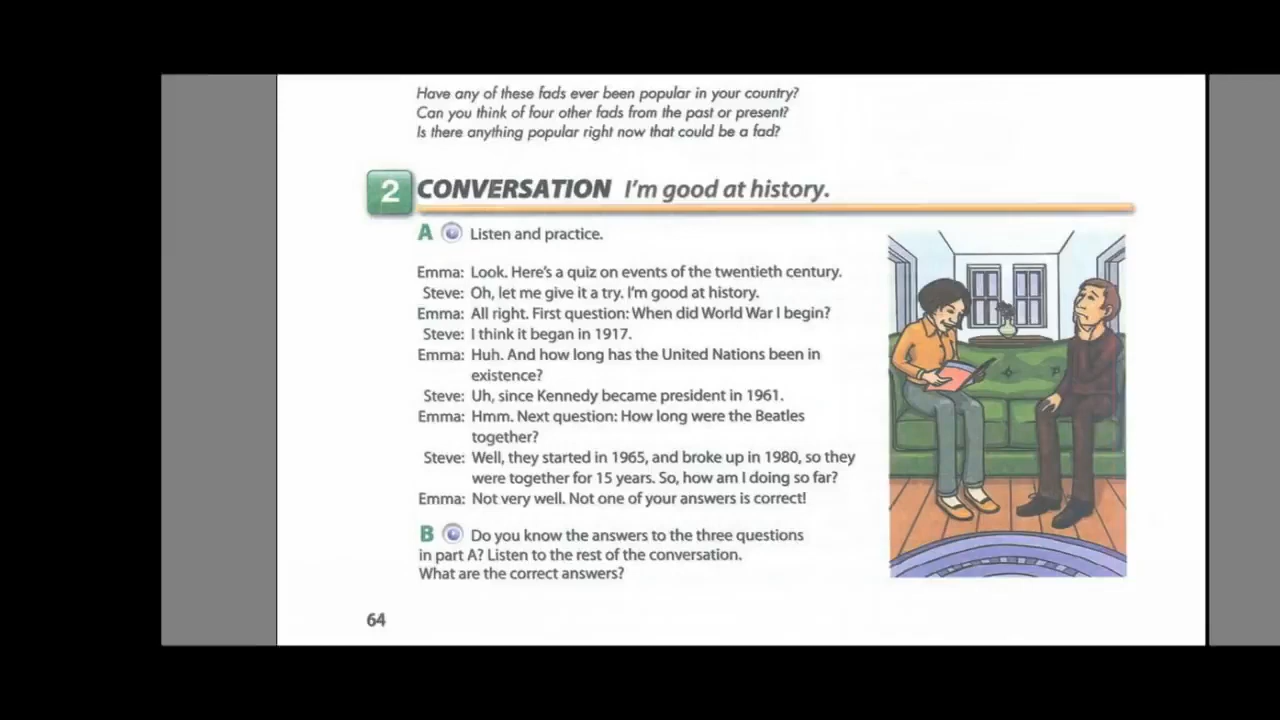 Have any of these fads ever been popular in your country?
Can you think of four other fads from the past or present?
Is there anything popular right now that could be a fad?
2 CONVERSATION I'm good at history.
A Listen and practice.
Emma: Look. Here's a quiz on events of the twentieth century.
Steve: Oh, let me give it a try. I'm good at history.
Emma: All right. First question: When did World War I begin?
Steve: I think it began in 1917.
Emma: Huh. And how long has the United Nations been in
existence?
Steve: Uh, since Kennedy became president in 1961.
Emma: Hmm. Next question: How long were the Beatles
together?
Steve: Well, they started in 1965, and broke up in 1980, so they
were together for 15 years. So, how am I doing so far?
Emma: Not very well. Not one of your answers is correct!
B Do you know the answers to the three questions
in part A? Listen to the rest of the conversation.
What are the correct answers?
64